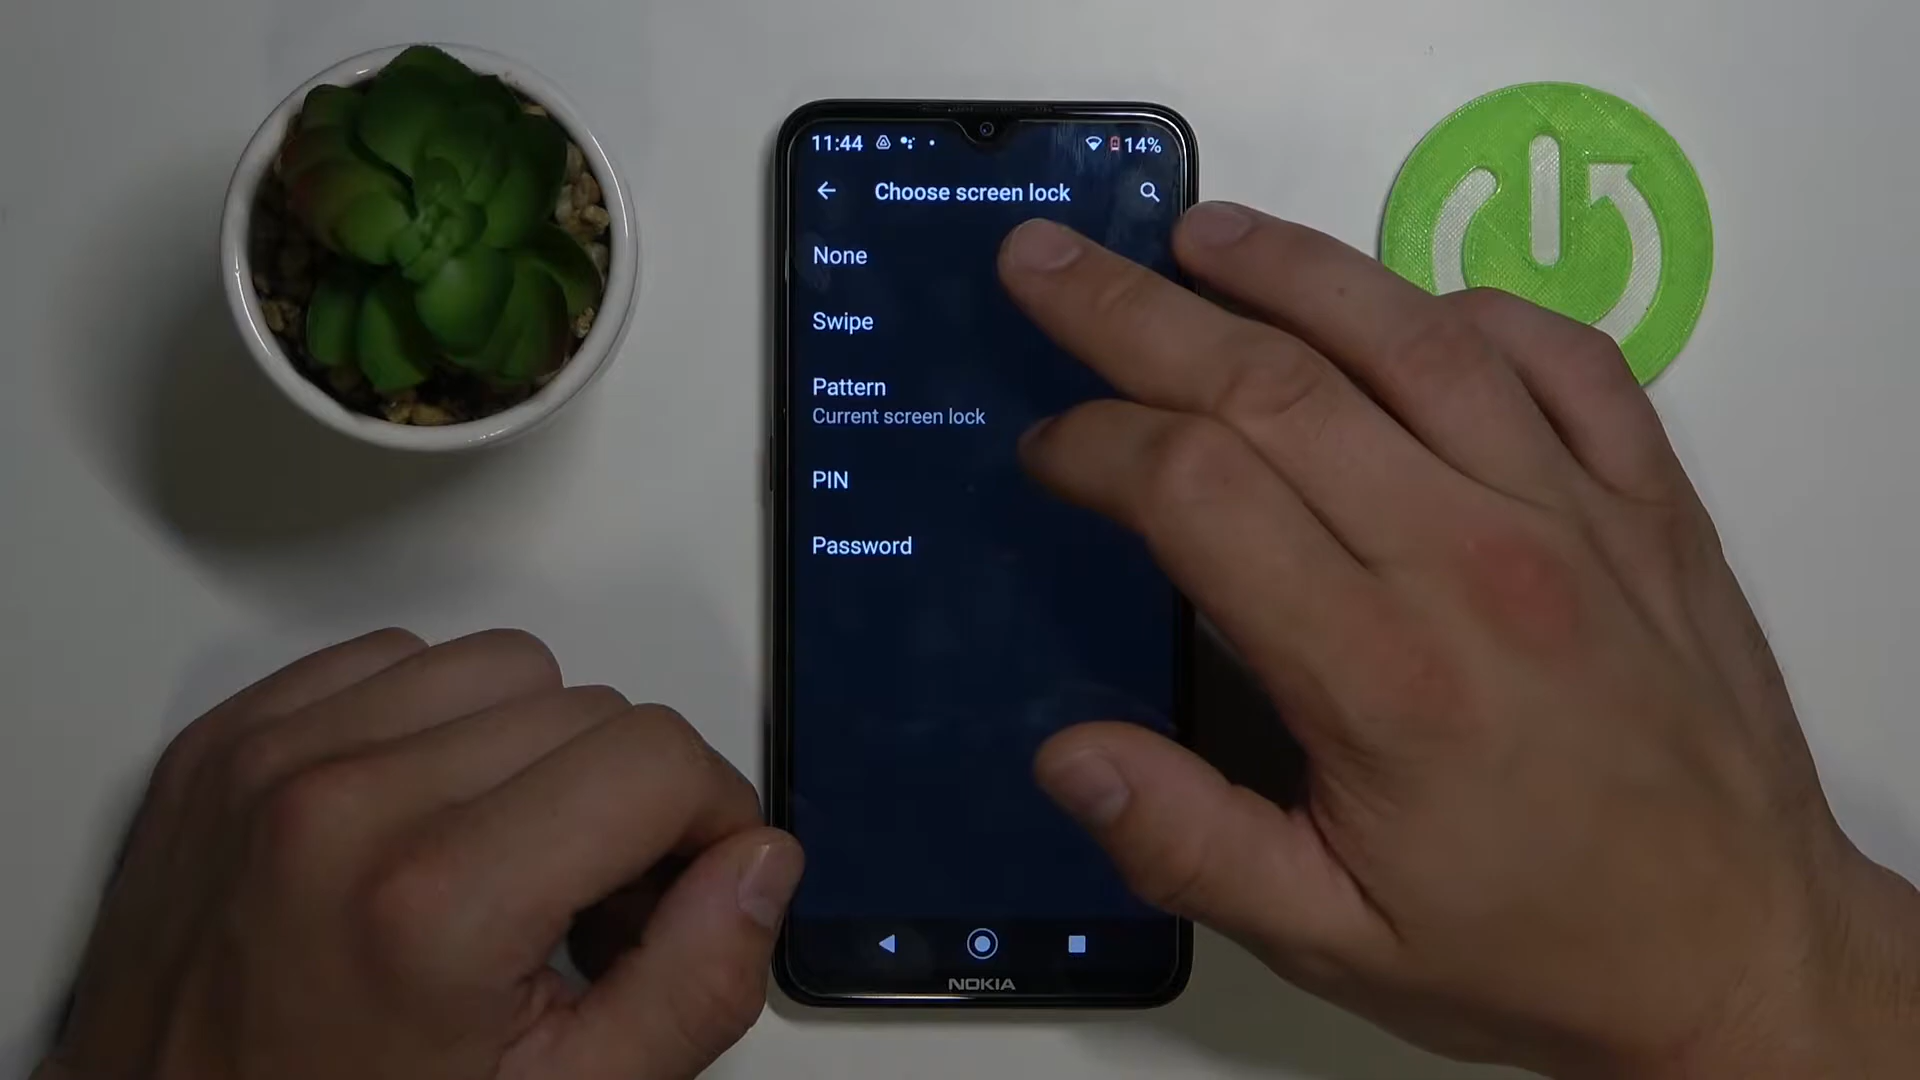 11:44
14%
Choose screen lock
None
Swipe
Pattern
Current screen lock
PIN
Password
NOKIA